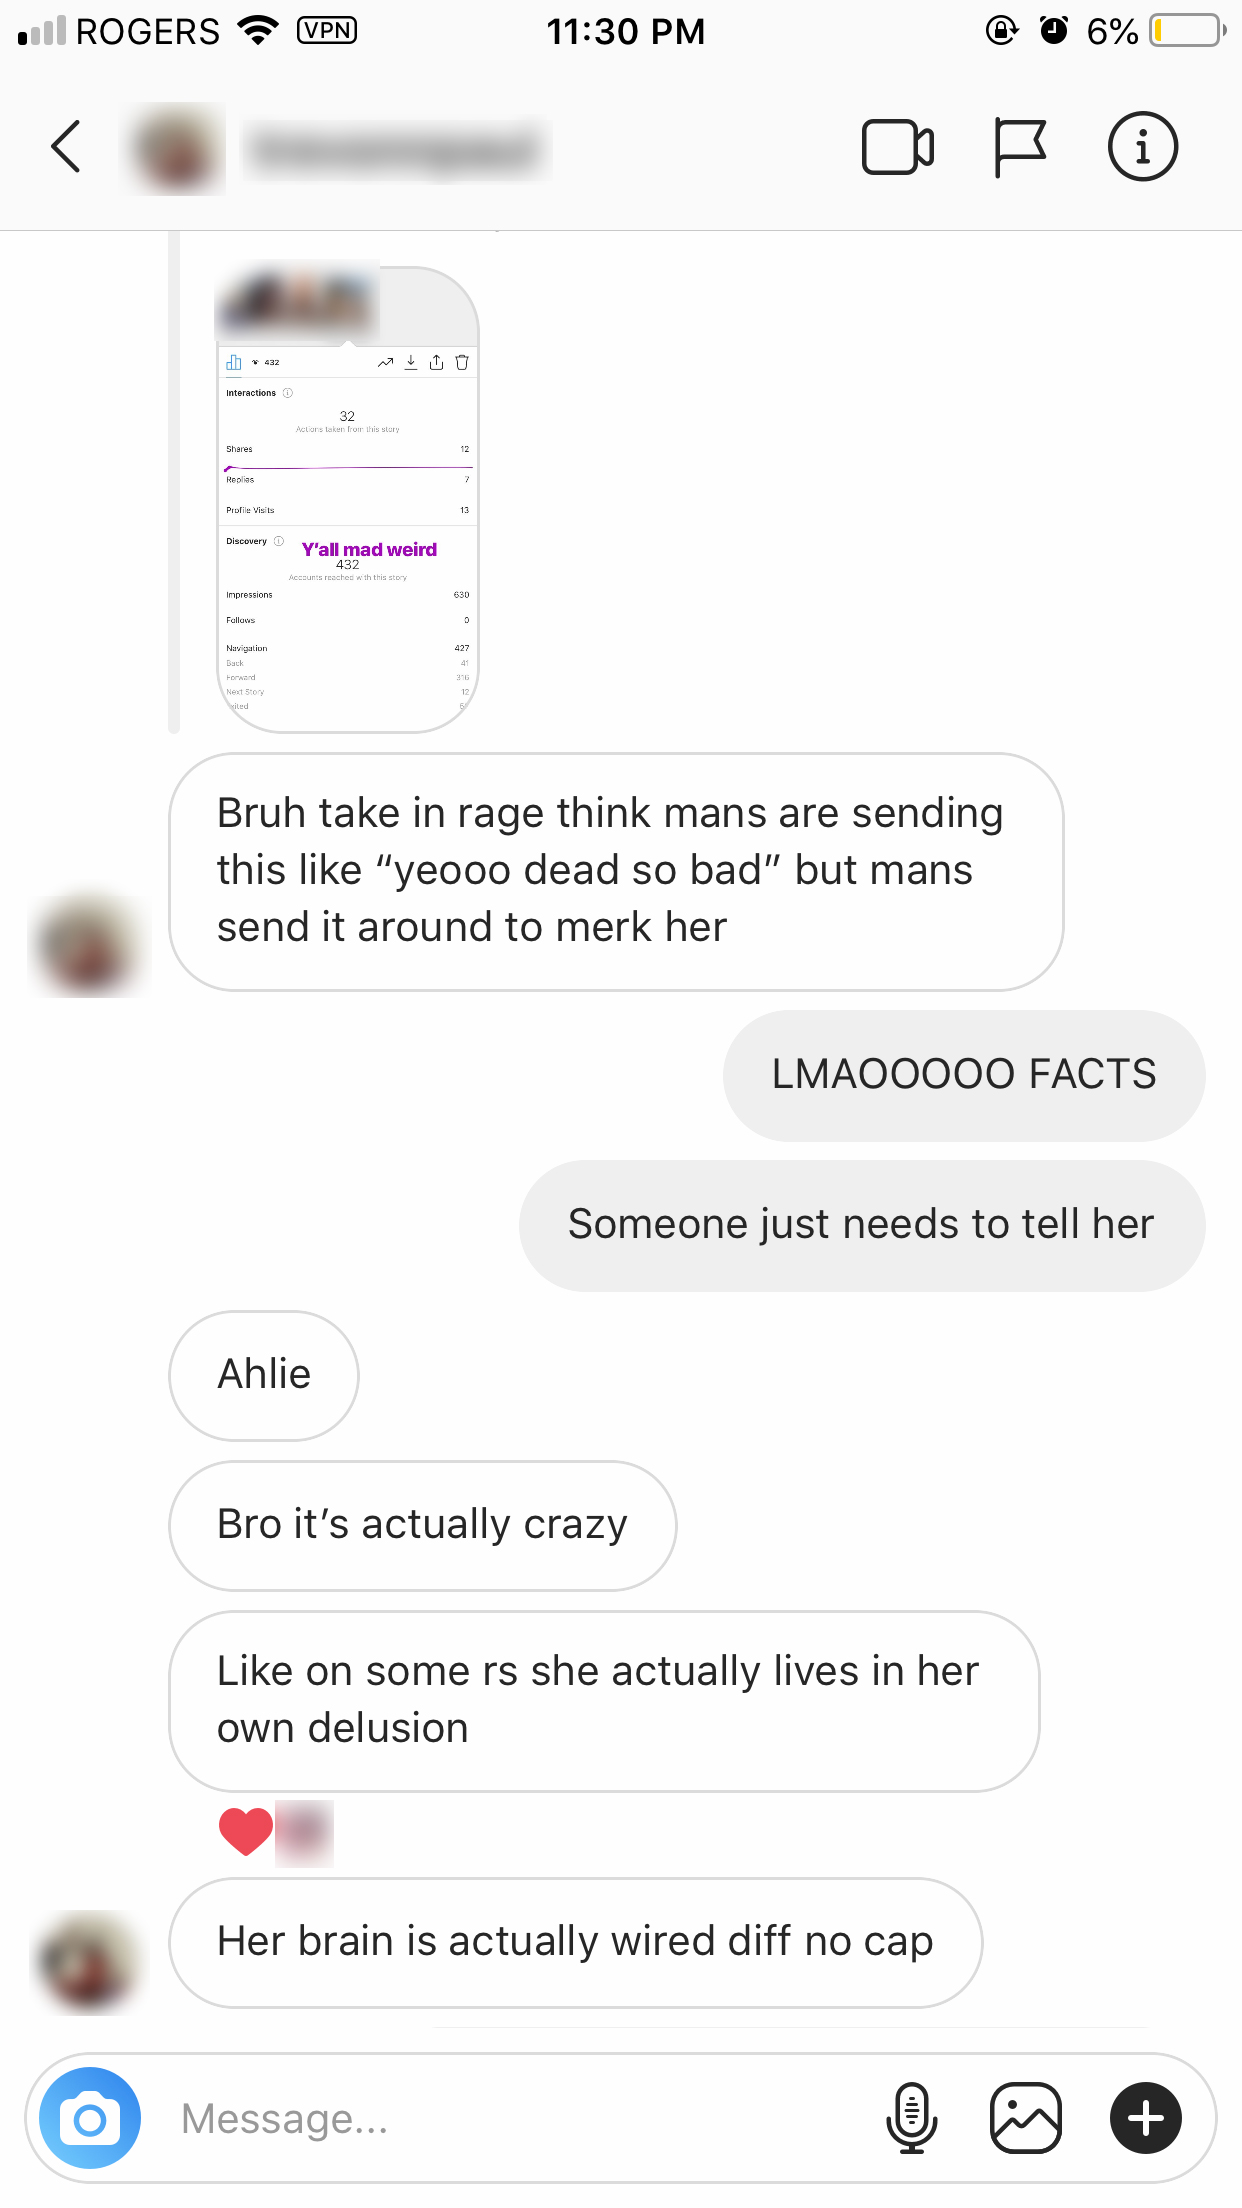 ROGERS VPN 11:30 PM 6%
432
Interactions
32
Actions taken from this story
Shares 12
Replies 7
Profile Visits 13
Discovery
Y'all mad weird
432
Accounts reached with this story
Impressions 630
Follows 0
Navigation 427
Back 41
Forward 316
Next Story 12
Bruh take in rage think mans are sending
this like “yeooo dead so bad” but mans
send it around to merk her
LMAOOOOO FACTS
Someone just needs to tell her
Ahlie
Bro it’s actually crazy
Like on some rs she actually lives in her
own delusion
Her brain is actually wired diff no cap
Message...